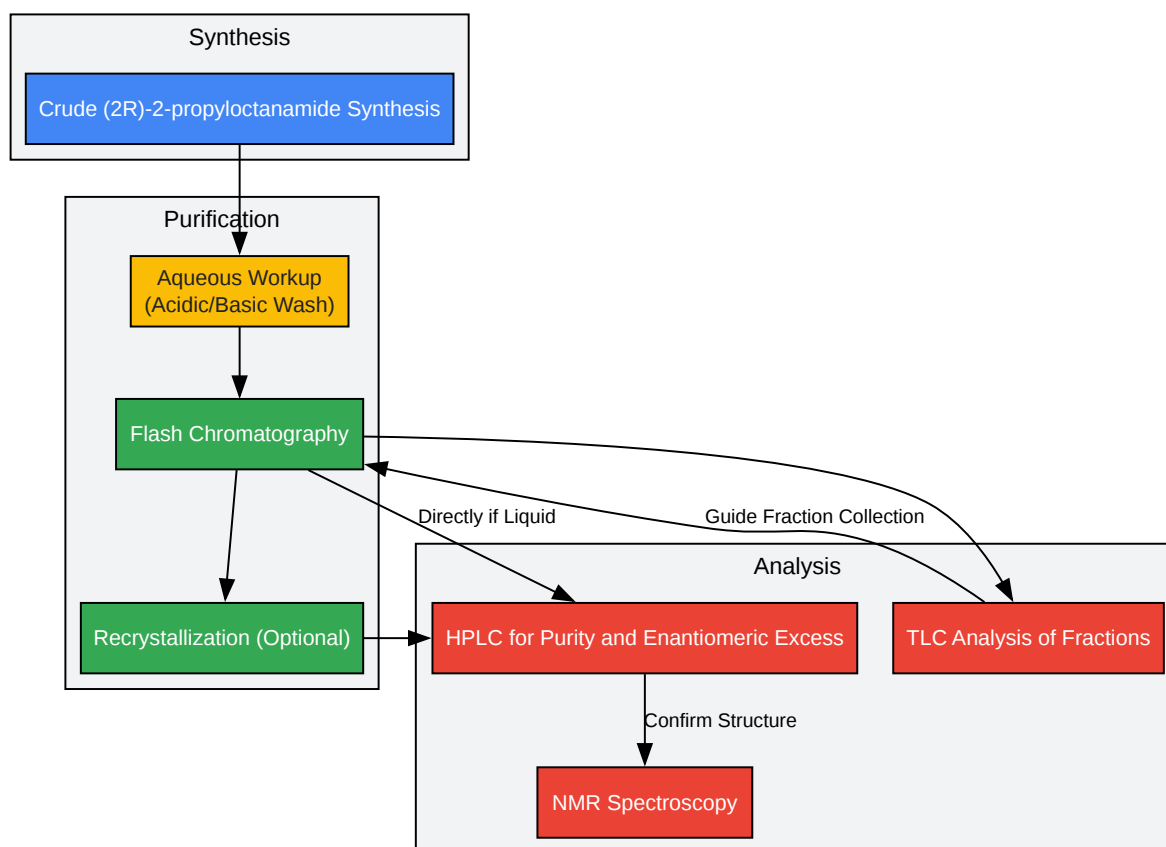 Synthesis
Crude (2R)-2-propyloctanamide Synthesis
Purification
Aqueous Workup
(Acidic/Basic Wash)
Flash Chromatography
Directly if Liquid
Guide Fraction Collection
Analysis
Recrystallization (Optional)
HPLC for Purity and Enantiomeric Excess
TLC Analysis of Fractions
Confirm Structure
NMR Spectroscopy